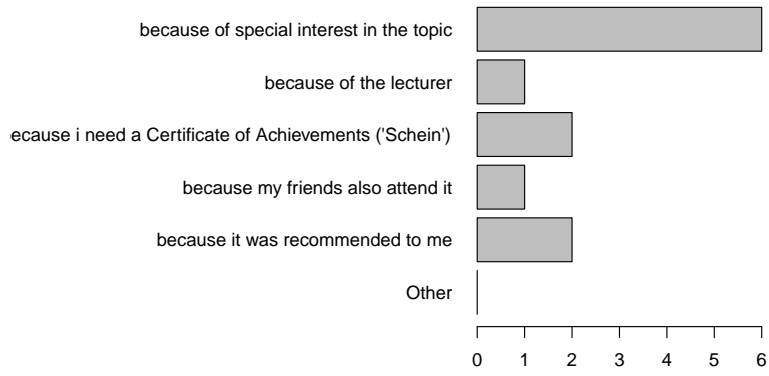 because of special interest in the topic
because of the lecturer
ecause i need a Certificate of Achievements ('Schein')
because my friends also attend it
because it was recommended to me
Other
0 1 2 3 4 5 6